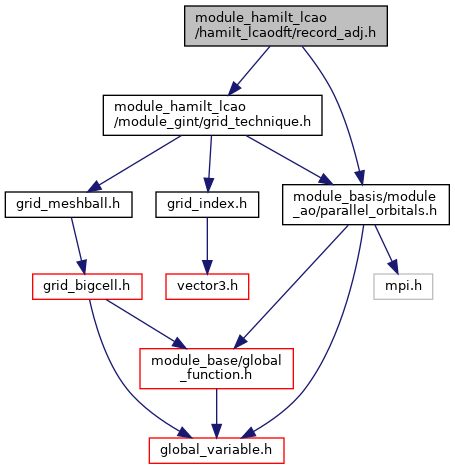 module_hamilt_lcao
/hamilt_lcaodft/record_adj.h
module_hamilt_lcao
/module_gint/grid_technique.h
grid_meshball.h
grid_index.h
module_basis/module
_ao/parallel_orbitals.h
grid_bigcell.h
vector3.h
mpi.h
module_base/global
_function.h
global_variable.h